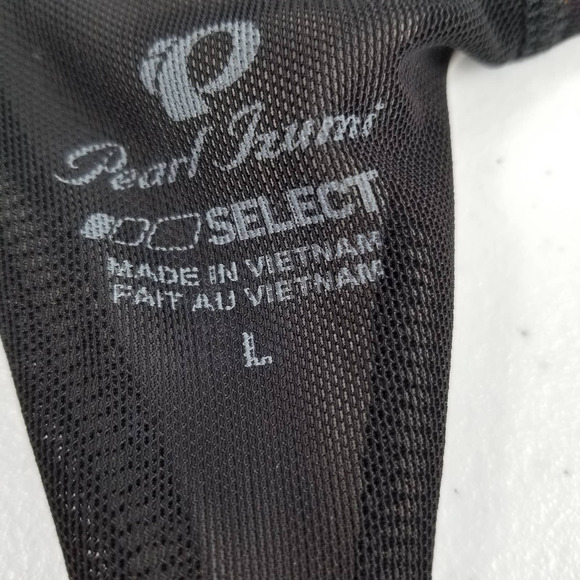 Pearl Izumi
SELECT
MADE IN VIETNAM
FAIT AU VIETNAM
L